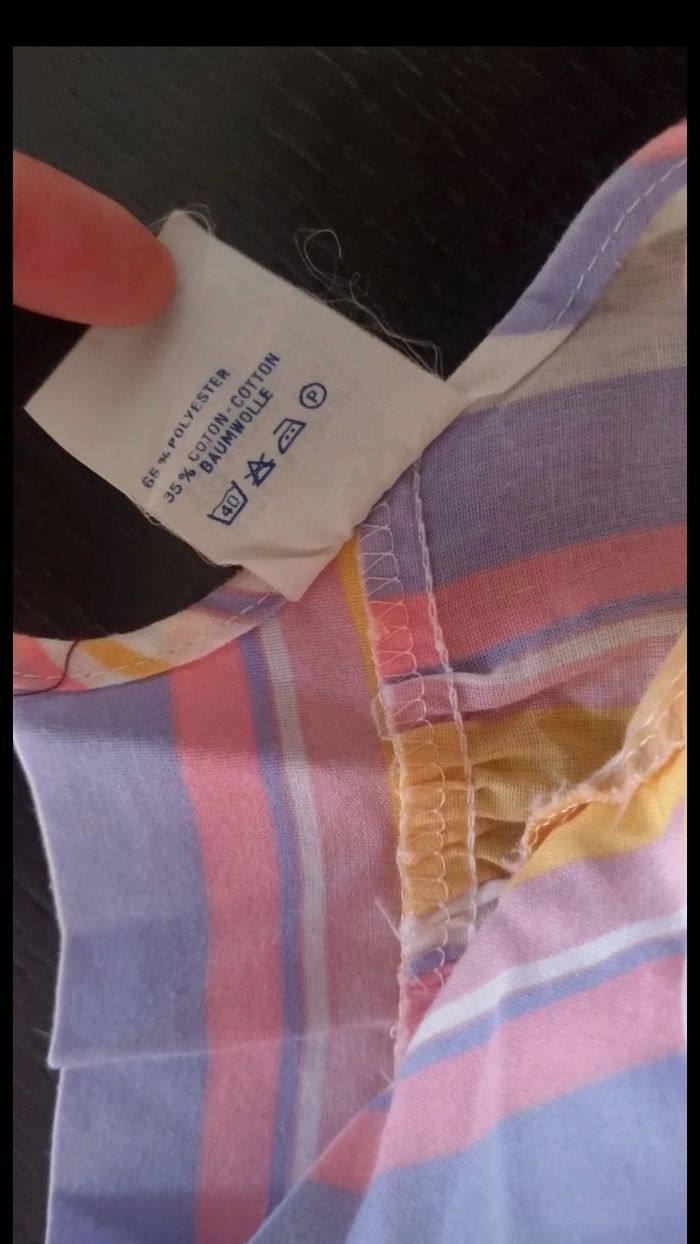 65 % POLYESTER
35 % COTON - COTTON
BAUMWOLLE
40 P